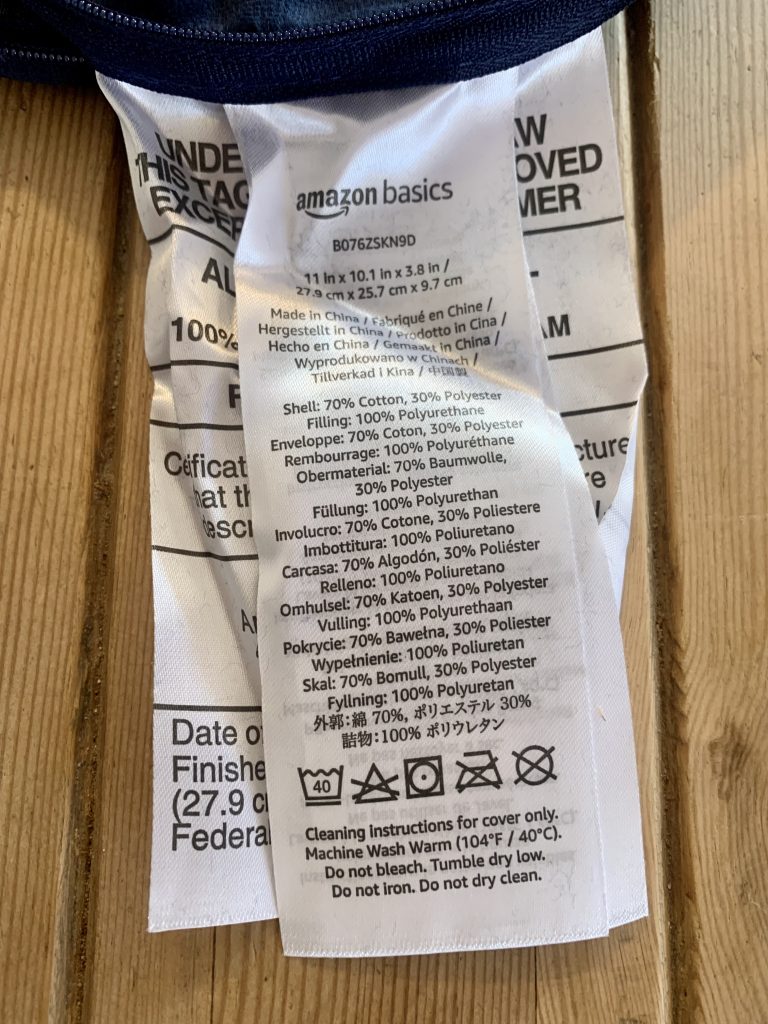 UNDE
THIS TAG
EXCEP
AL
100%
Date of
Finishe
(27.9 c
Federa
amazon basics
B076ZSKN9D
11 in x 10.1 in x 3.8 in /
27.9 cm x 25.7 cm x 9.7 cm
Made in China / Fabriqué en Chine /
Hergestellt in China / Prodotto in Cina /
Hecho en China / Gemaakt in China /
Wyprodukowano w Chinach /
Tillverkad i Kina / 中国製
Shell: 70% Cotton, 30% Polyester
Filling: 100% Polyurethane
Enveloppe: 70% Coton, 30% Polyester
Rembourrage: 100% Polyuréthane
Obermaterial: 70% Baumwolle,
30% Polyester
Füllung: 100% Polyurethan
Involucro: 70% Cotone, 30% Poliestere
Imbottitura: 100% Poliuretano
Carcasa: 70% Algodón, 30% Poliéster
Relleno: 100% Poliuretano
Omhulsel: 70% Katoen, 30% Polyester
Vulling: 100% Polyurethaan
Pokrycie: 70% Bawełna, 30% Poliester
Wypełnienie: 100% Poliuretan
Skal: 70% Bomull, 30% Polyester
Fyllning: 100% Polyuretan
外郭：綿 70%, ポリエステル 30%
詰物：100% ポリウレタン
40
Cleaning instructions for cover only.
Machine Wash Warm (104°F / 40°C).
Do not bleach. Tumble dry low.
Do not iron. Do not dry clean.
AW
OVED
MER
AM
cture
re